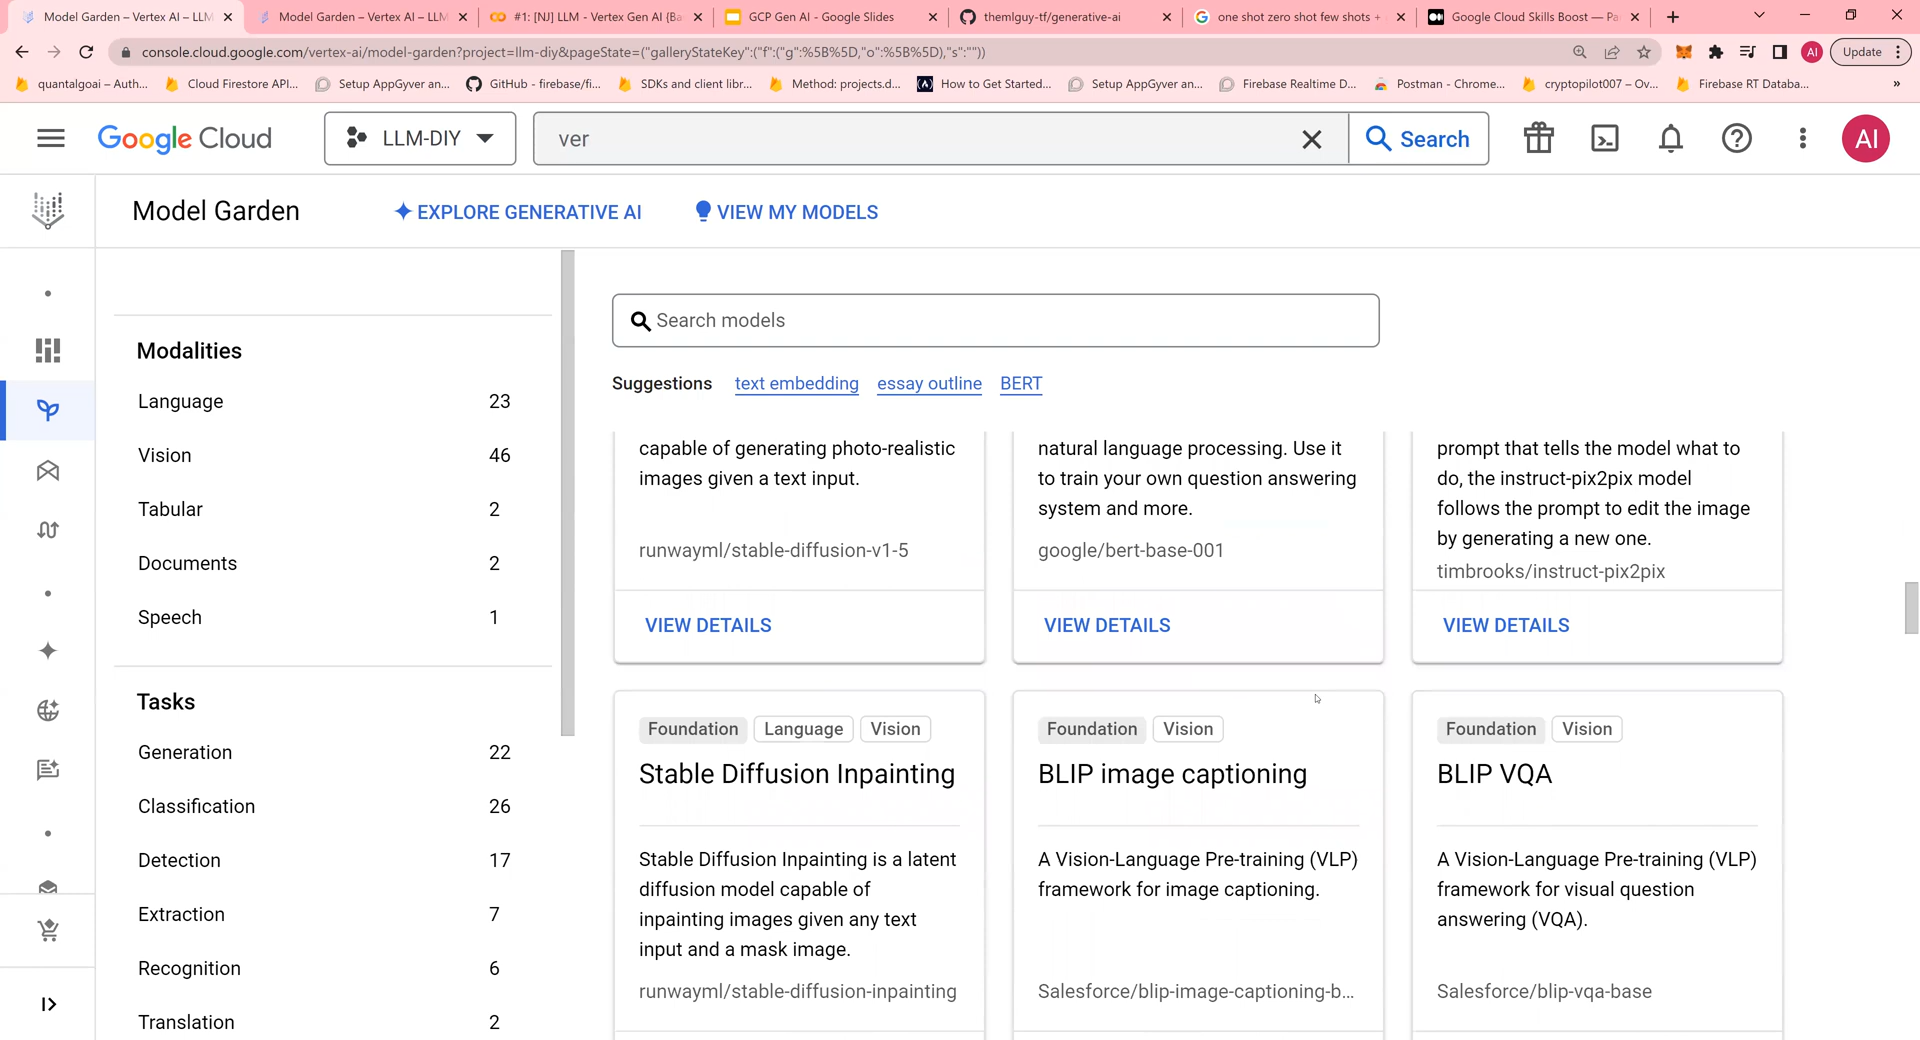 Model Garden – Vertex AI – LLM
Model Garden – Vertex AI – LLM
#1: [NJ] LLM - Vertex Gen AI {Ba
GCP Gen AI - Google Slides
themlguy-tf/generative-ai
one shot zero shot few shots +
Google Cloud Skills Boost — Pa
console.cloud.google.com/vertex-ai/model-garden?project=llm-diy&pageState=("galleryStateKey":("f":("g":%5B%5D,"o":%5B%5D),"s":""))
AI
Update
quantalgoai – Auth...
Cloud Firestore API...
Setup AppGyver an...
GitHub - firebase/fi...
SDKs and client libr...
Method: projects.d...
How to Get Started...
Setup AppGyver an...
Firebase Realtime D...
Postman - Chrome...
cryptopilot007 – Ov...
Firebase RT Databa...
»
Google Cloud
LLM-DIY
ver
Search
AI
Model Garden
EXPLORE GENERATIVE AI
VIEW MY MODELS
Modalities
Language 23
Vision 46
Tabular 2
Documents 2
Speech 1
Tasks
Generation 22
Classification 26
Detection 17
Extraction 7
Recognition 6
Translation 2
Search models
Suggestions text embedding essay outline BERT
capable of generating photo-realistic
images given a text input.
runwayml/stable-diffusion-v1-5
VIEW DETAILS
natural language processing. Use it
to train your own question answering
system and more.
google/bert-base-001
VIEW DETAILS
prompt that tells the model what to
do, the instruct-pix2pix model
follows the prompt to edit the image
by generating a new one.
timbrooks/instruct-pix2pix
VIEW DETAILS
Foundation Language Vision
Stable Diffusion Inpainting
Stable Diffusion Inpainting is a latent
diffusion model capable of
inpainting images given any text
input and a mask image.
runwayml/stable-diffusion-inpainting
Foundation Vision
BLIP image captioning
A Vision-Language Pre-training (VLP)
framework for image captioning.
Salesforce/blip-image-captioning-b...
Foundation Vision
BLIP VQA
A Vision-Language Pre-training (VLP)
framework for visual question
answering (VQA).
Salesforce/blip-vqa-base